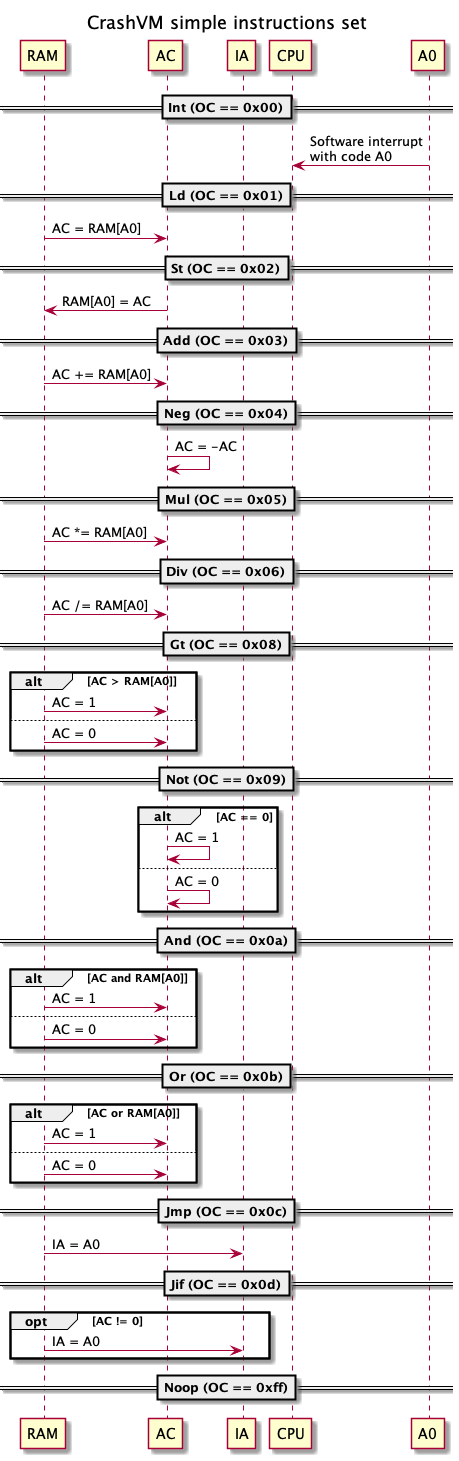 CrashVM simple instructions set
RAM AC IA CPU A0
Int (OC == 0x00)
Software interrupt
with code A0
Ld (OC == 0x01)
AC = RAM[A0]
St (OC == 0x02)
RAM[A0] = AC
Add (OC == 0x03)
AC += RAM[A0]
Neg (OC == 0x04)
AC = -AC
Mul (OC == 0x05)
AC *= RAM[A0]
Div (OC == 0x06)
AC /= RAM[A0]
Gt (OC == 0x08)
alt [AC > RAM[A0]]
AC = 1
AC = 0
Not (OC == 0x09)
alt [AC == 0]
AC = 1
AC = 0
And (OC == 0x0a)
alt [AC and RAM[A0]]
AC = 1
AC = 0
Or (OC == 0x0b)
alt [AC or RAM[A0]]
AC = 1
AC = 0
Jmp (OC == 0x0c)
IA = A0
Jif (OC == 0x0d)
opt [AC != 0]
IA = A0
Noop (OC == 0xff)
RAM AC IA CPU A0